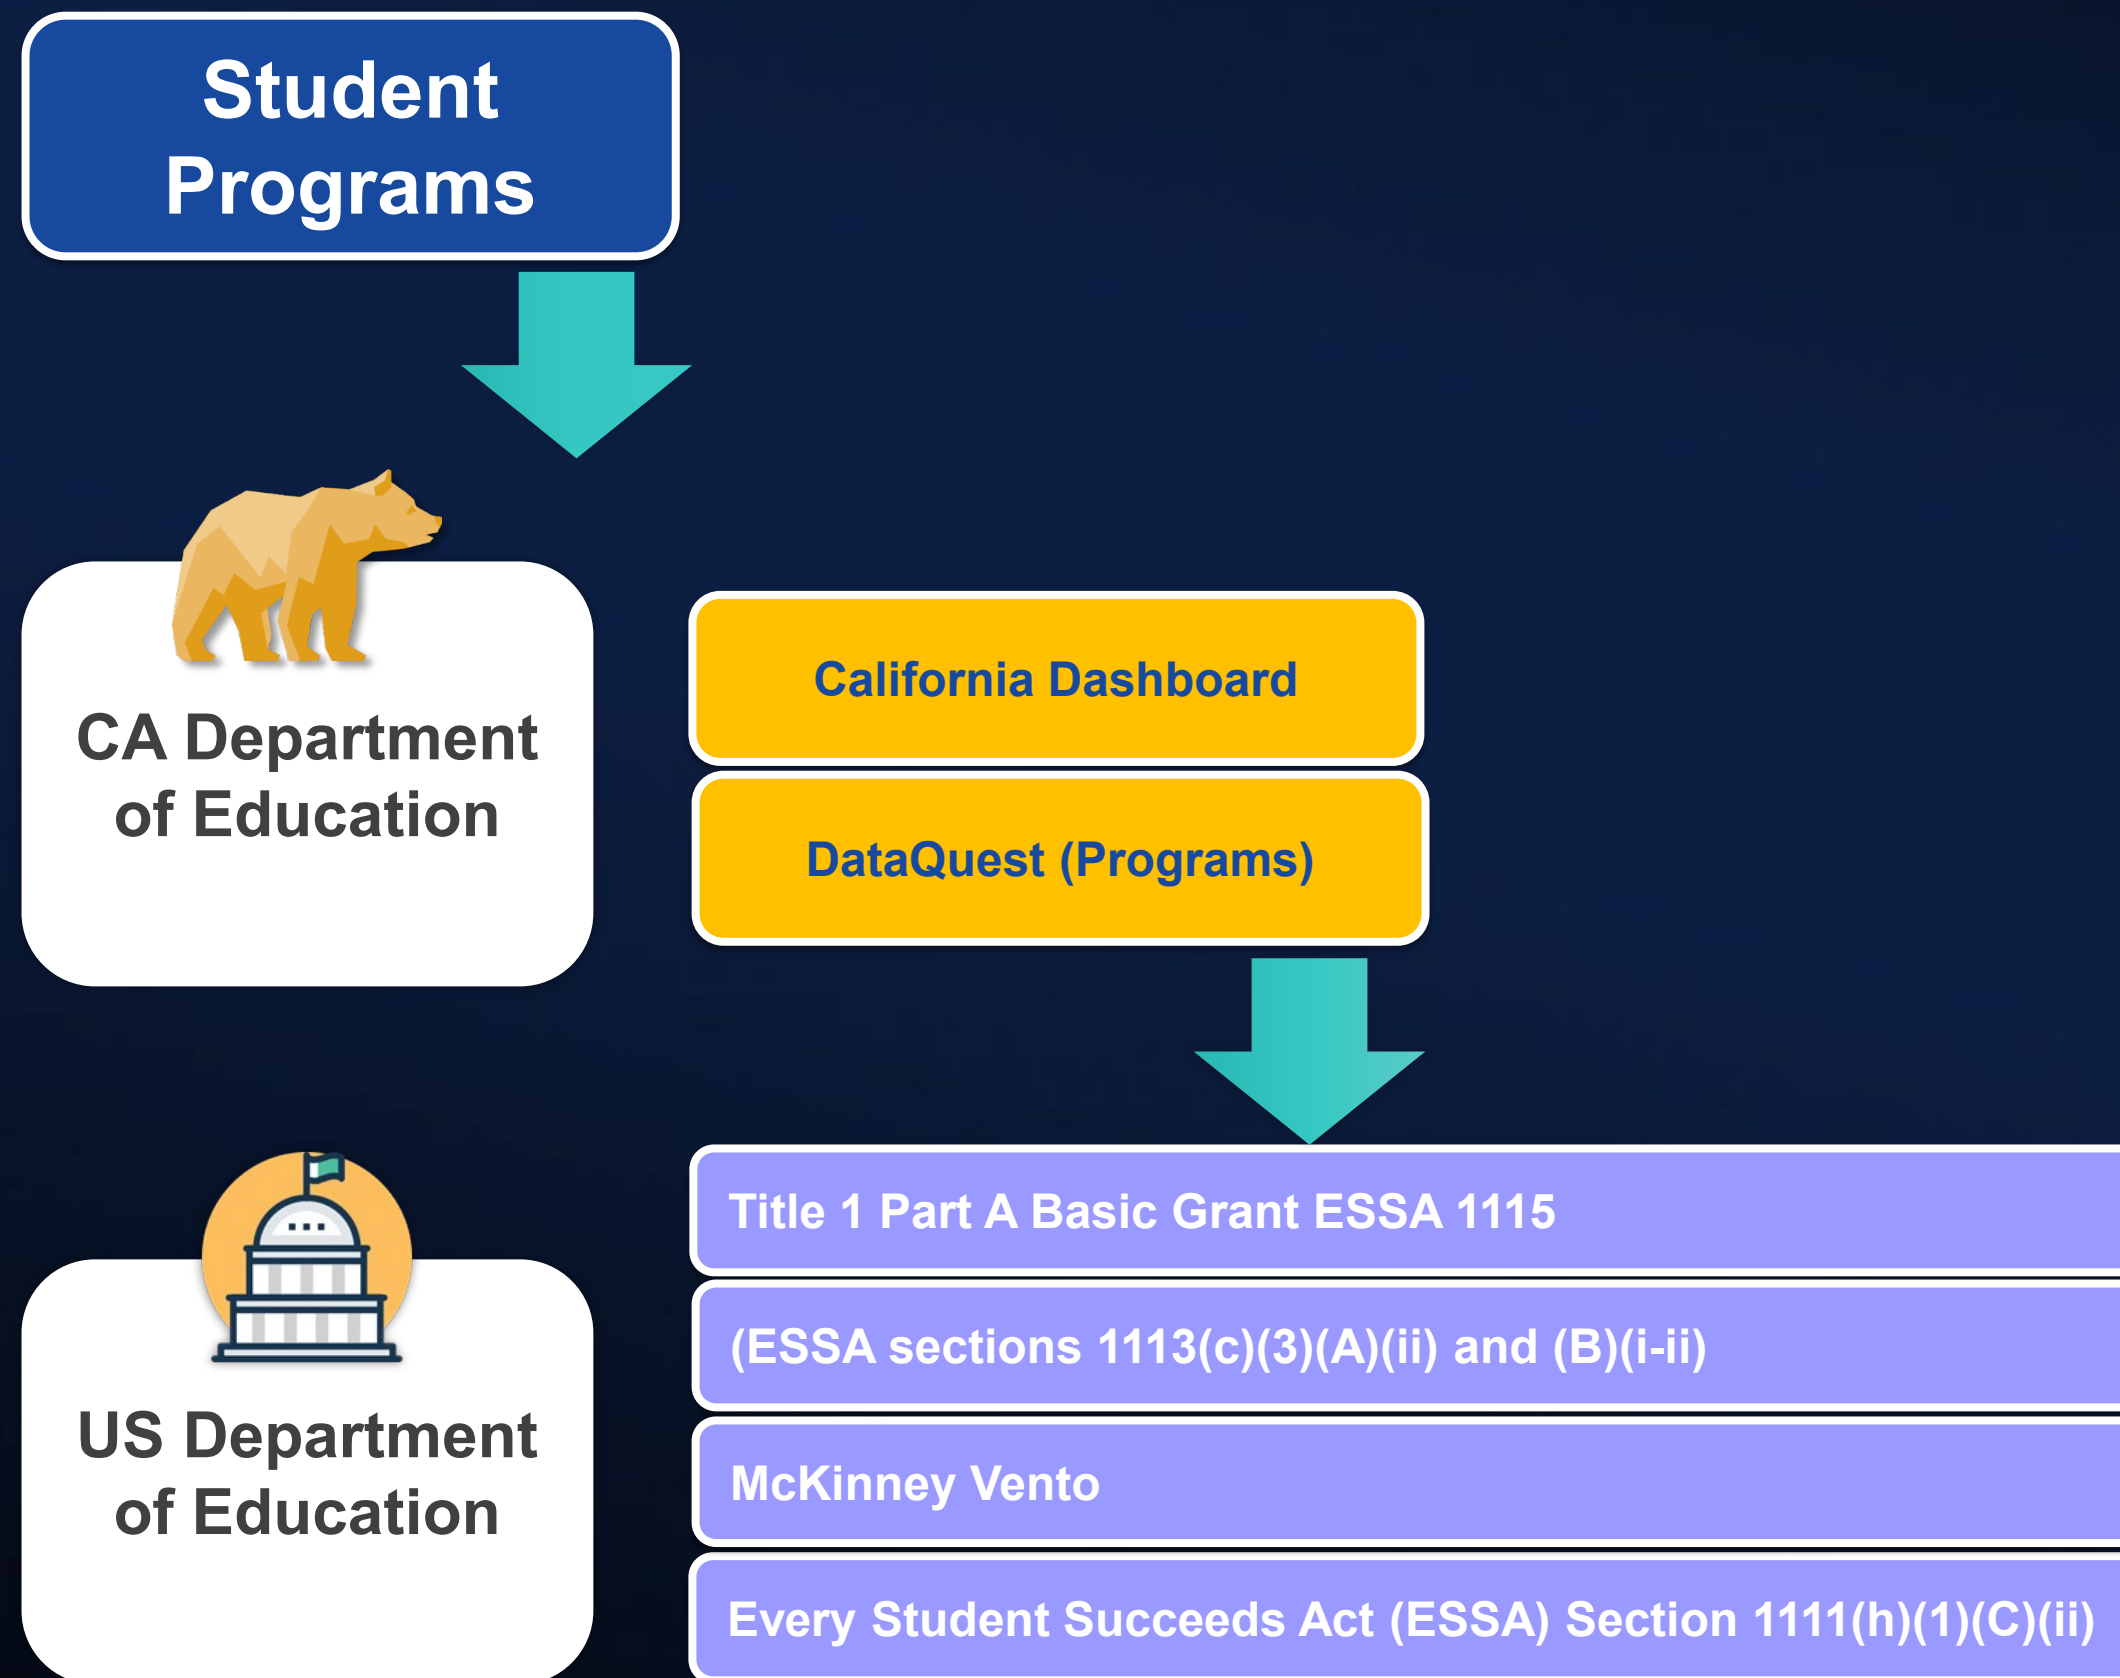 Student
Programs
CA Department
of Education
California Dashboard
DataQuest (Programs)
US Department
of Education
Title 1 Part A Basic Grant ESSA 1115
(ESSA sections 1113(c)(3)(A)(ii) and (B)(i-ii)
McKinney Vento
Every Student Succeeds Act (ESSA) Section 1111(h)(1)(C)(ii)